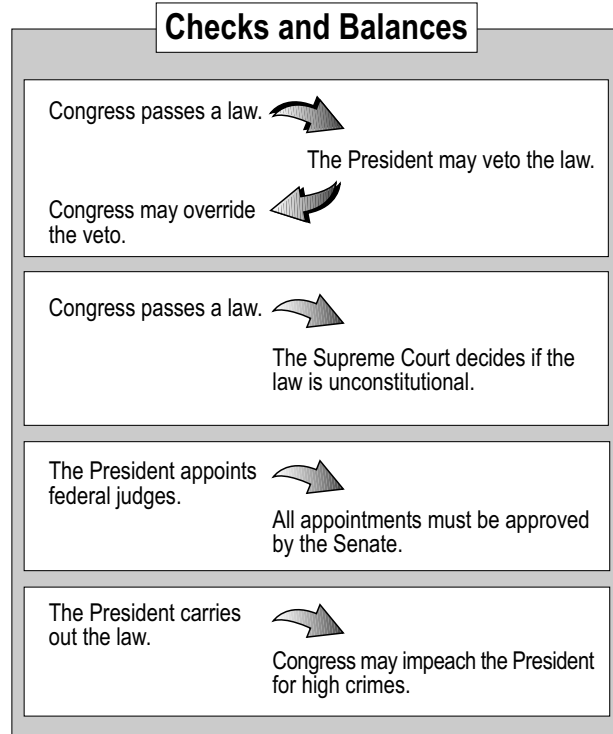 Checks and Balances
Congress passes a law.
The President may veto the law.
Congress may override
the veto.
Congress passes a law.
The Supreme Court decides if the
law is unconstitutional.
The President appoints
federal judges.
All appointments must be approved
by the Senate.
The President carries
out the law.
Congress may impeach the President
for high crimes.